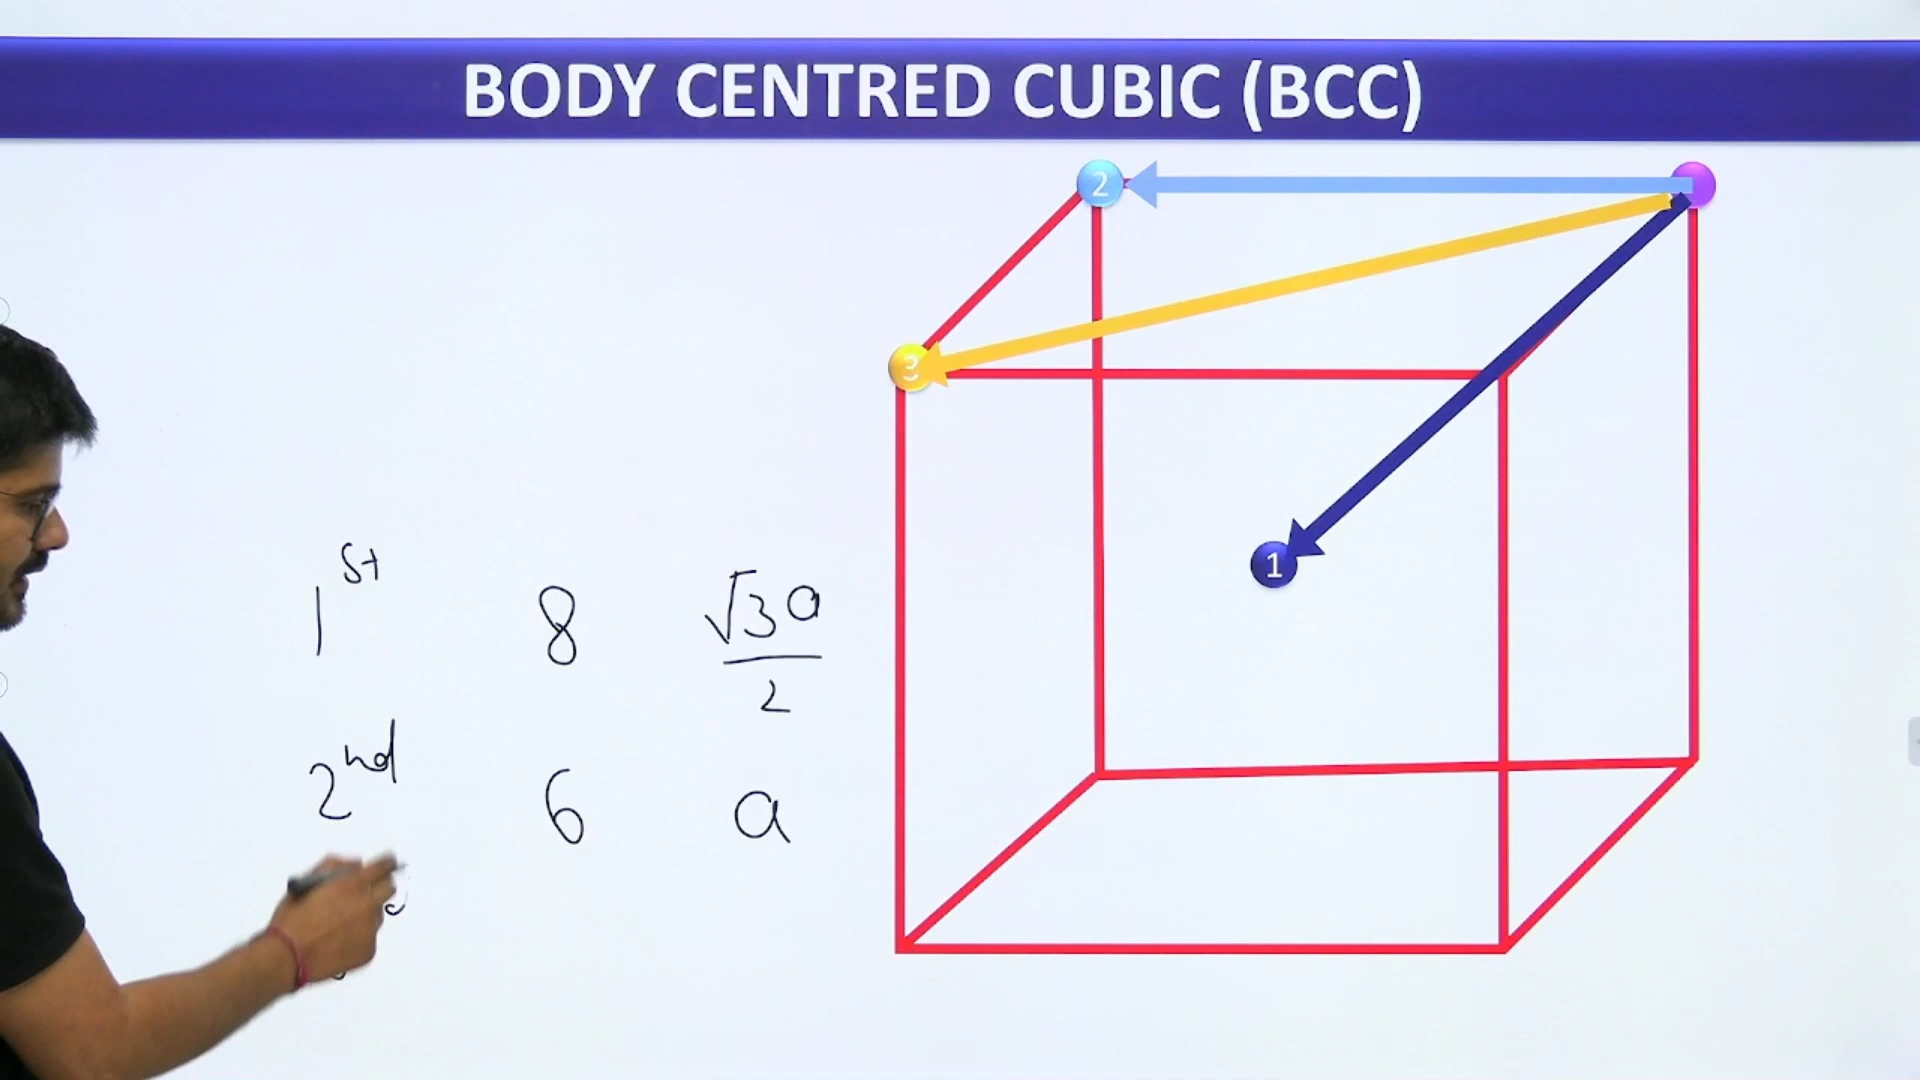 BODY CENTRED CUBIC (BCC)
2
3
1
1st 8 √3a/2
2nd 6 a